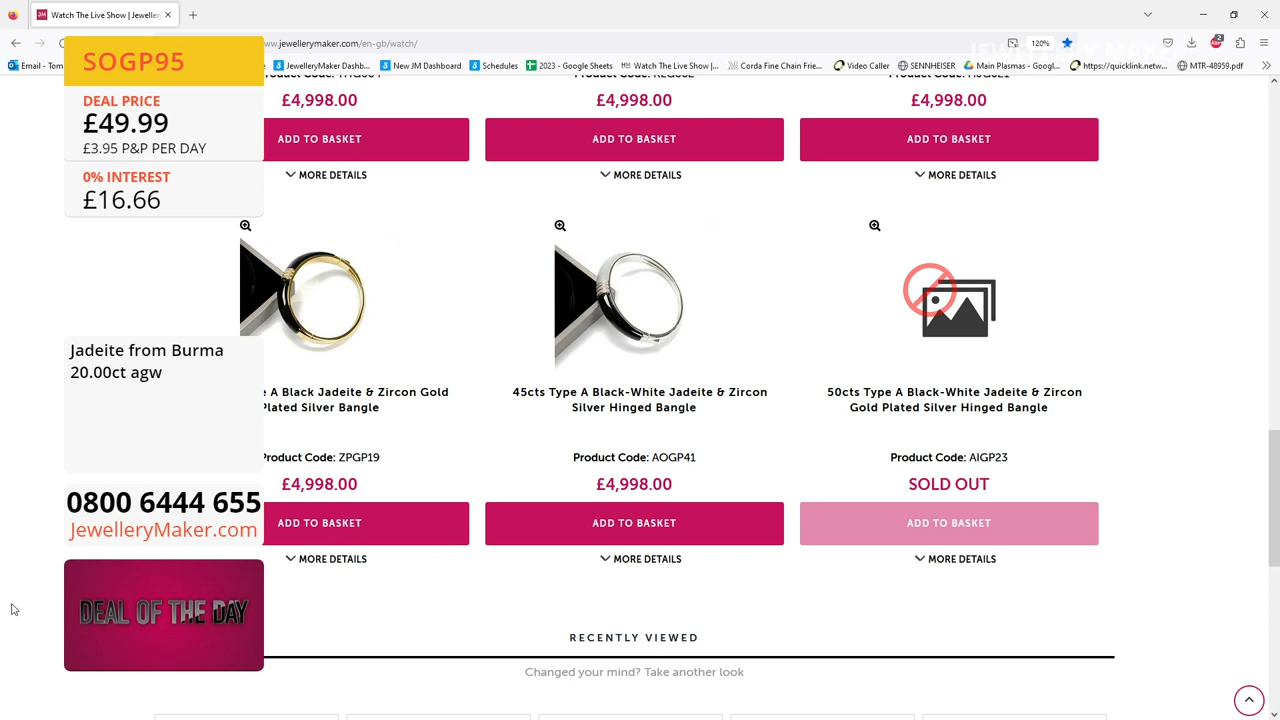 Watch The Live Show | Jeweller
ww.jewellerymaker.com/en-gb/watch/
120%
2
Email - Tom
JewelleryMaker Dashb...
New JM Dashboard
Schedules
2023 - Google Sheets
Watch The Live Show |...
Corda Fine Chain Frie...
Video Caller
SENNHEISER
Main Plasmas - Googl...
https://quicklink.netw...
MTR-48959.pdf
SOGP95
DEAL PRICE
£49.99
£3.95 P&P PER DAY
0% INTEREST
£16.66
£4,998.00
£4,998.00
£4,998.00
ADD TO BASKET
ADD TO BASKET
ADD TO BASKET
MORE DETAILS
MORE DETAILS
MORE DETAILS
Jadeite from Burma
20.00ct agw
e A Black Jadeite & Zircon Gold
Plated Silver Bangle
45cts Type A Black-White Jadeite & Zircon
Silver Hinged Bangle
50cts Type A Black-White Jadeite & Zircon
Gold Plated Silver Hinged Bangle
Product Code: ZPGP19
Product Code: AOGP41
Product Code: AIGP23
£4,998.00
£4,998.00
SOLD OUT
ADD TO BASKET
ADD TO BASKET
ADD TO BASKET
MORE DETAILS
MORE DETAILS
MORE DETAILS
0800 6444 655
JewelleryMaker.com
DEAL OF THE DAY
RECENTLY VIEWED
Changed your mind? Take another look